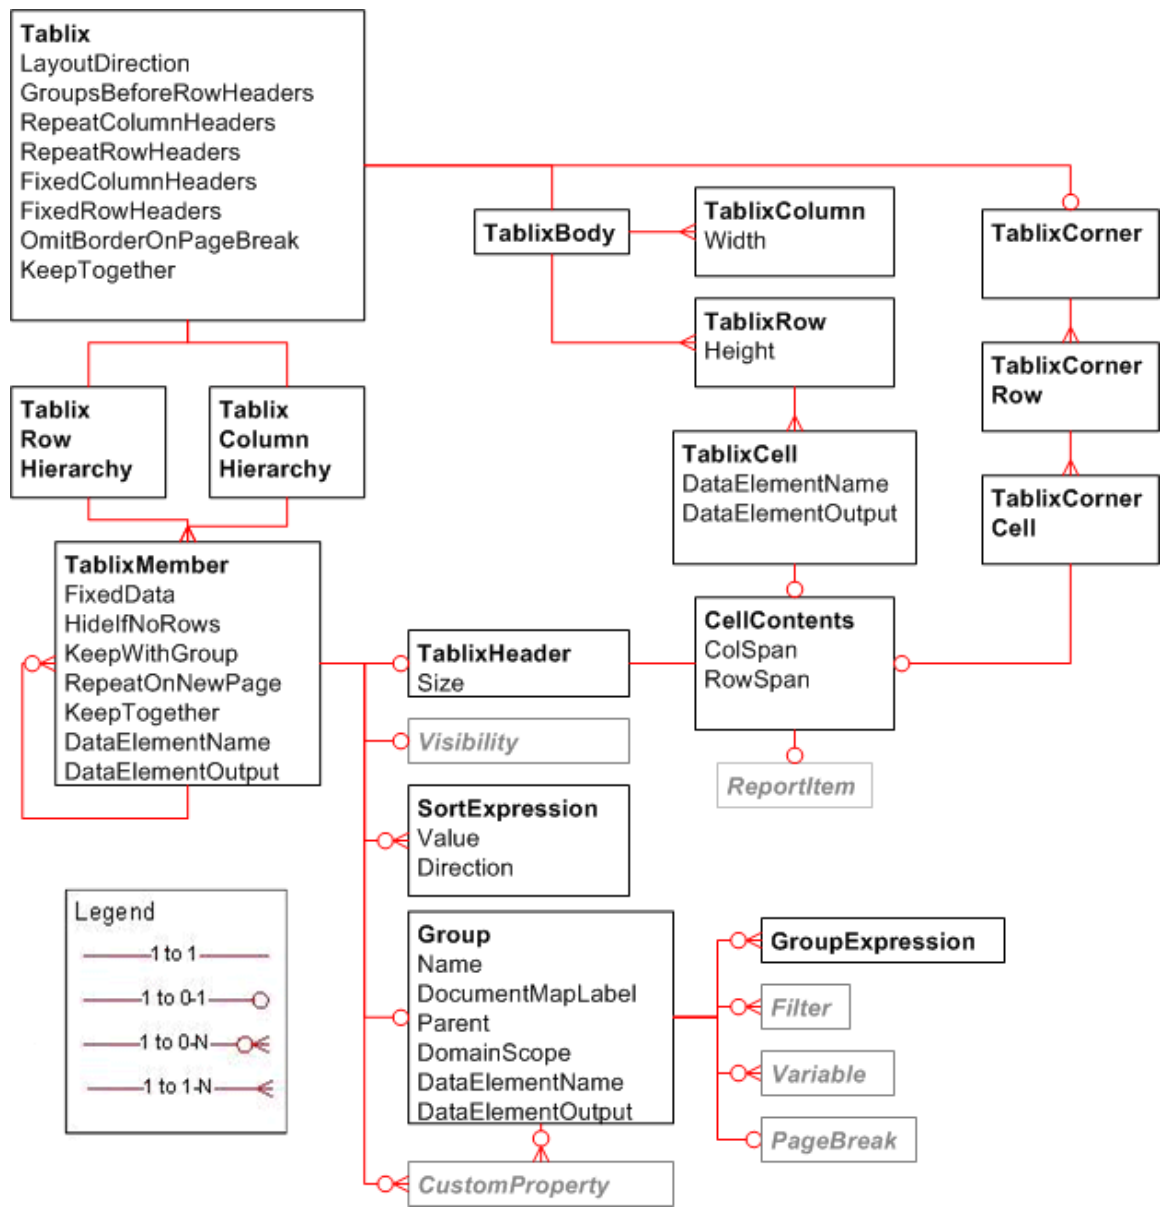 Tablix
LayoutDirection
GroupsBeforeRowHeaders
RepeatColumnHeaders
RepeatRowHeaders
FixedColumnHeaders
FixedRowHeaders
OmitBorderOnPageBreak
KeepTogether
TablixBody
TablixColumn
Width
TablixCorner
TablixRow
Height
TablixCorner
Row
Tablix
Row
Hierarchy
Tablix
Column
Hierarchy
TablixCell
DataElementName
DataElementOutput
TablixCorner
Cell
TablixMember
FixedData
HideIfNoRows
KeepWithGroup
RepeatOnNewPage
KeepTogether
DataElementName
DataElementOutput
TablixHeader
Size
CellContents
ColSpan
RowSpan
Visibility
ReportItem
SortExpression
Value
Direction
Legend
1 to 1
1 to 0-1
1 to 0-N
1 to 1-N
Group
Name
DocumentMapLabel
Parent
DomainScope
DataElementName
DataElementOutput
GroupExpression
Filter
Variable
PageBreak
CustomProperty